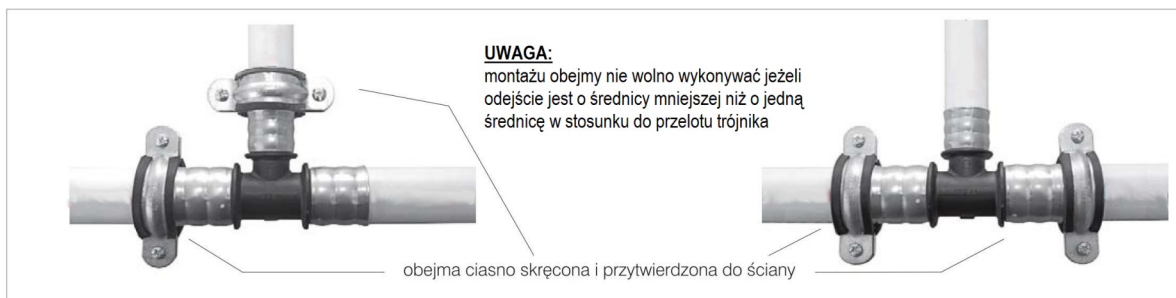 UWAGA:
montażu obejmy nie wolno wykonywać jeżeli
odejście jest o średnicy mniejszej niż o jedną
średnicę w stosunku do przelotu trójnika
obejma ciasno skręcona i przytwierdzona do ściany